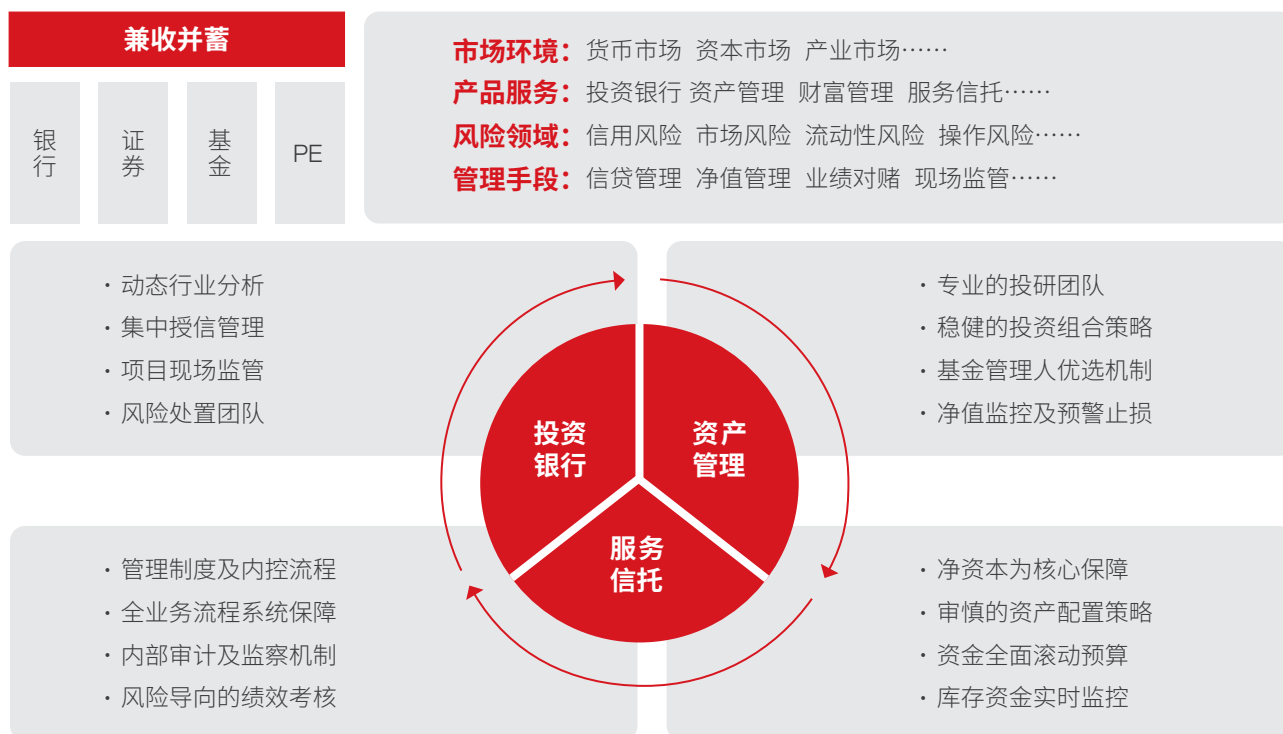 兼收并蓄
银行
证券
基金
PE
市场环境：货币市场 资本市场 产业市场……
产品服务：投资银行 资产管理 财富管理 服务信托……
风险领域：信用风险 市场风险 流动性风险 操作风险……
管理手段：信贷管理 净值管理 业绩对赌 现场监管……
· 动态行业分析
· 集中授信管理
· 项目现场监管
· 风险处置团队
· 专业的投研团队
· 稳健的投资组合策略
· 基金管理人优选机制
· 净值监控及预警止损
投资
银行
资产
管理
服务
信托
· 管理制度及内控流程
· 全业务流程系统保障
· 内部审计及监察机制
· 风险导向的绩效考核
· 净资本为核心保障
· 审慎的资产配置策略
· 资金全面滚动预算
· 库存资金实时监控